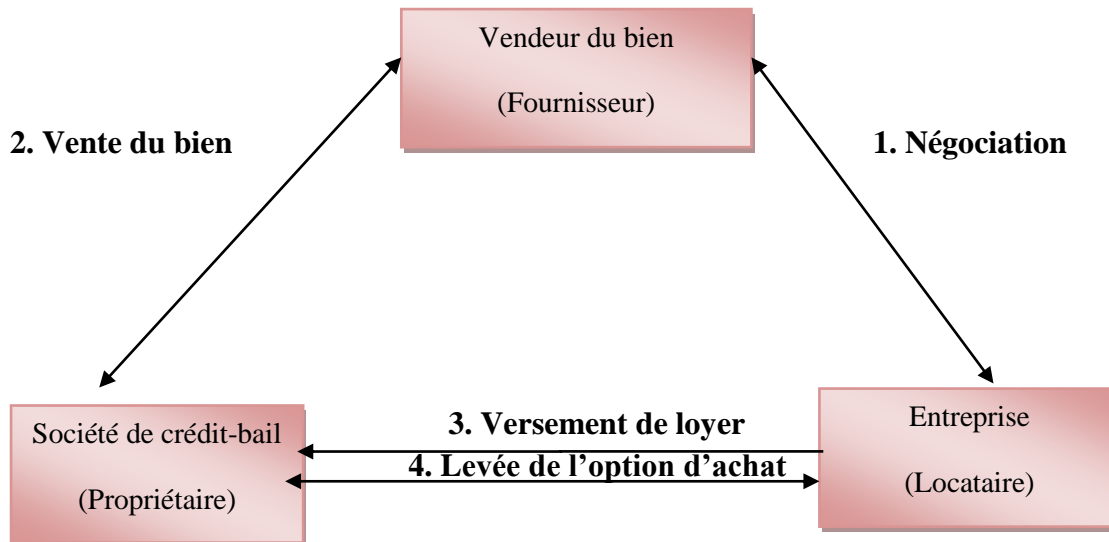 Vendeur du bien
(Fournisseur)
2. Vente du bien
1. Négociation
Société de crédit-bail
(Propriétaire)
3. Versement de loyer
4. Levée de l’option d’achat
Entreprise
(Locataire)